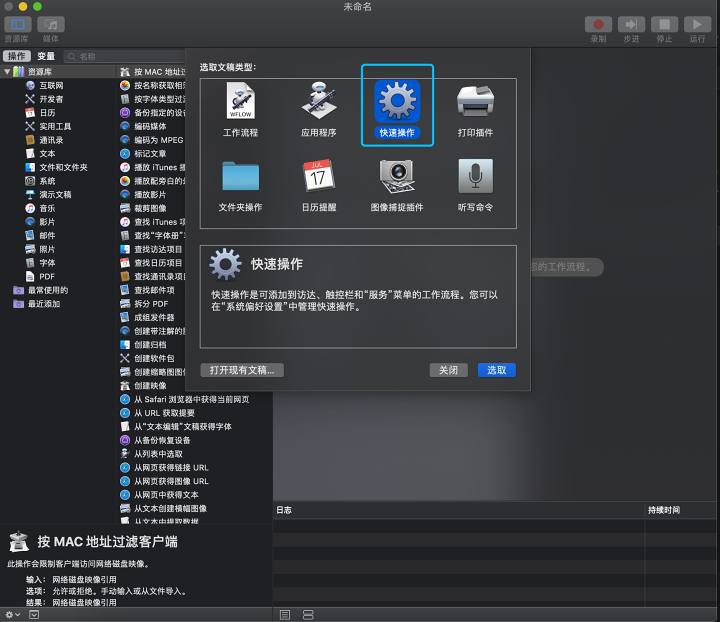 未命名
资源库
媒体
录制
步进
停止
运行
操作
变量
名称
选取文稿类型：
WFLOW
工作流程
应用程序
快速操作
打印插件
文件夹操作
JUL
17
日历提醒
图像捕捉插件
听写命令
快速操作
快速操作是可添加到访达、触控栏和“服务”菜单的工作流程。您可以
在“系统偏好设置”中管理快速操作。
打开现有文稿...
关闭
选取
您的工作流程。
资源库
互联网
开发者
日历
实用工具
通讯录
文本
文件和文件夹
系统
演示文稿
音乐
影片
邮件
照片
字体
PDF
最常使用的
最近添加
按 MAC 地址过
按名称获取相
按字体类型过
备份指定的设
编码媒体
编码为 MPEG
标记文章
播放 iTunes 播
播放配旁白的
播放影片
裁剪图像
查找 iTunes 项
查找“字体册”
查找访达项目
查找日历项目
查找通讯录项
查找邮件项
拆分 PDF
成组发件器
创建带注解的
创建归档
创建软件包
创建缩略图图
创建映像
从 Safari 浏览器中获得当前网页
从 URL 获取提要
从“文本编辑”文稿获得字体
从备份恢复设备
从列表中选取
从网页获得链接 URL
从网页获得图像 URL
从网页中获得文本
从文本创建横幅图像
从文本中提取数据
日志
持续时间
按 MAC 地址过滤客户端
此操作会限制客户端访问网络磁盘映像。
输入： 网络磁盘映像引用
选项： 允许或拒绝。手动输入或从文件导入。
结果： 网络磁盘映像引用